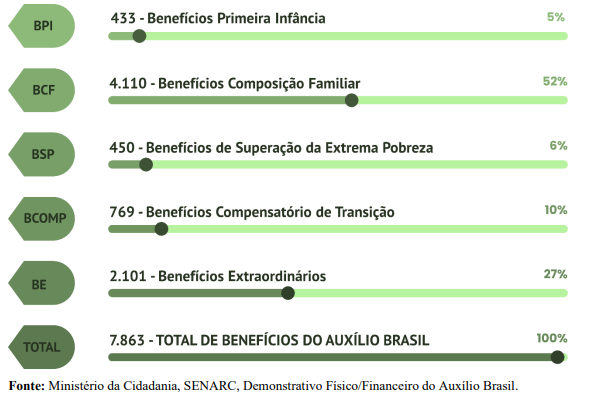 BPI
433 - Benefícios Primeira Infância
5%
BCF
4.110 - Benefícios Composição Familiar
52%
BSP
450 - Benefícios de Superação da Extrema Pobreza
6%
BCOMP
769 - Benefícios Compensatório de Transição
10%
BE
2.101 - Benefícios Extraordinários
27%
TOTAL
7.863 - TOTAL DE BENEFÍCIOS DO AUXÍLIO BRASIL
100%
Fonte: Ministério da Cidadania, SENARC, Demonstrativo Físico/Financeiro do Auxílio Brasil.